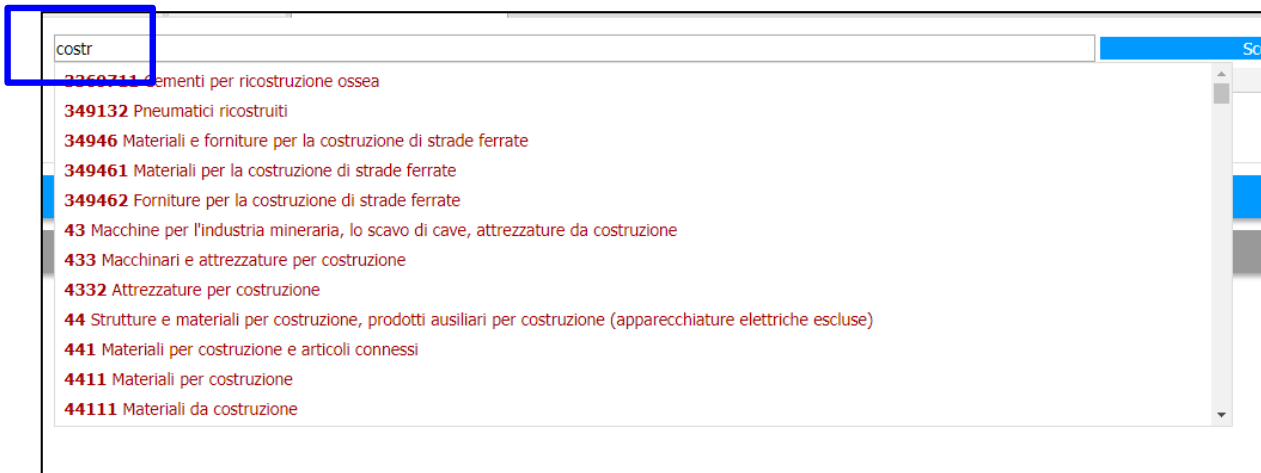 costr
Sc
3369711 Cementi per ricostruzione ossea
349132 Pneumatici ricostruiti
34946 Materiali e forniture per la costruzione di strade ferrate
349461 Materiali per la costruzione di strade ferrate
349462 Forniture per la costruzione di strade ferrate
43 Macchine per l'industria mineraria, lo scavo di cave, attrezzature da costruzione
433 Macchinari e attrezzature per costruzione
4332 Attrezzature per costruzione
44 Strutture e materiali per costruzione, prodotti ausiliari per costruzione (apparecchiature elettriche escluse)
441 Materiali per costruzione e articoli connessi
4411 Materiali per costruzione
44111 Materiali da costruzione